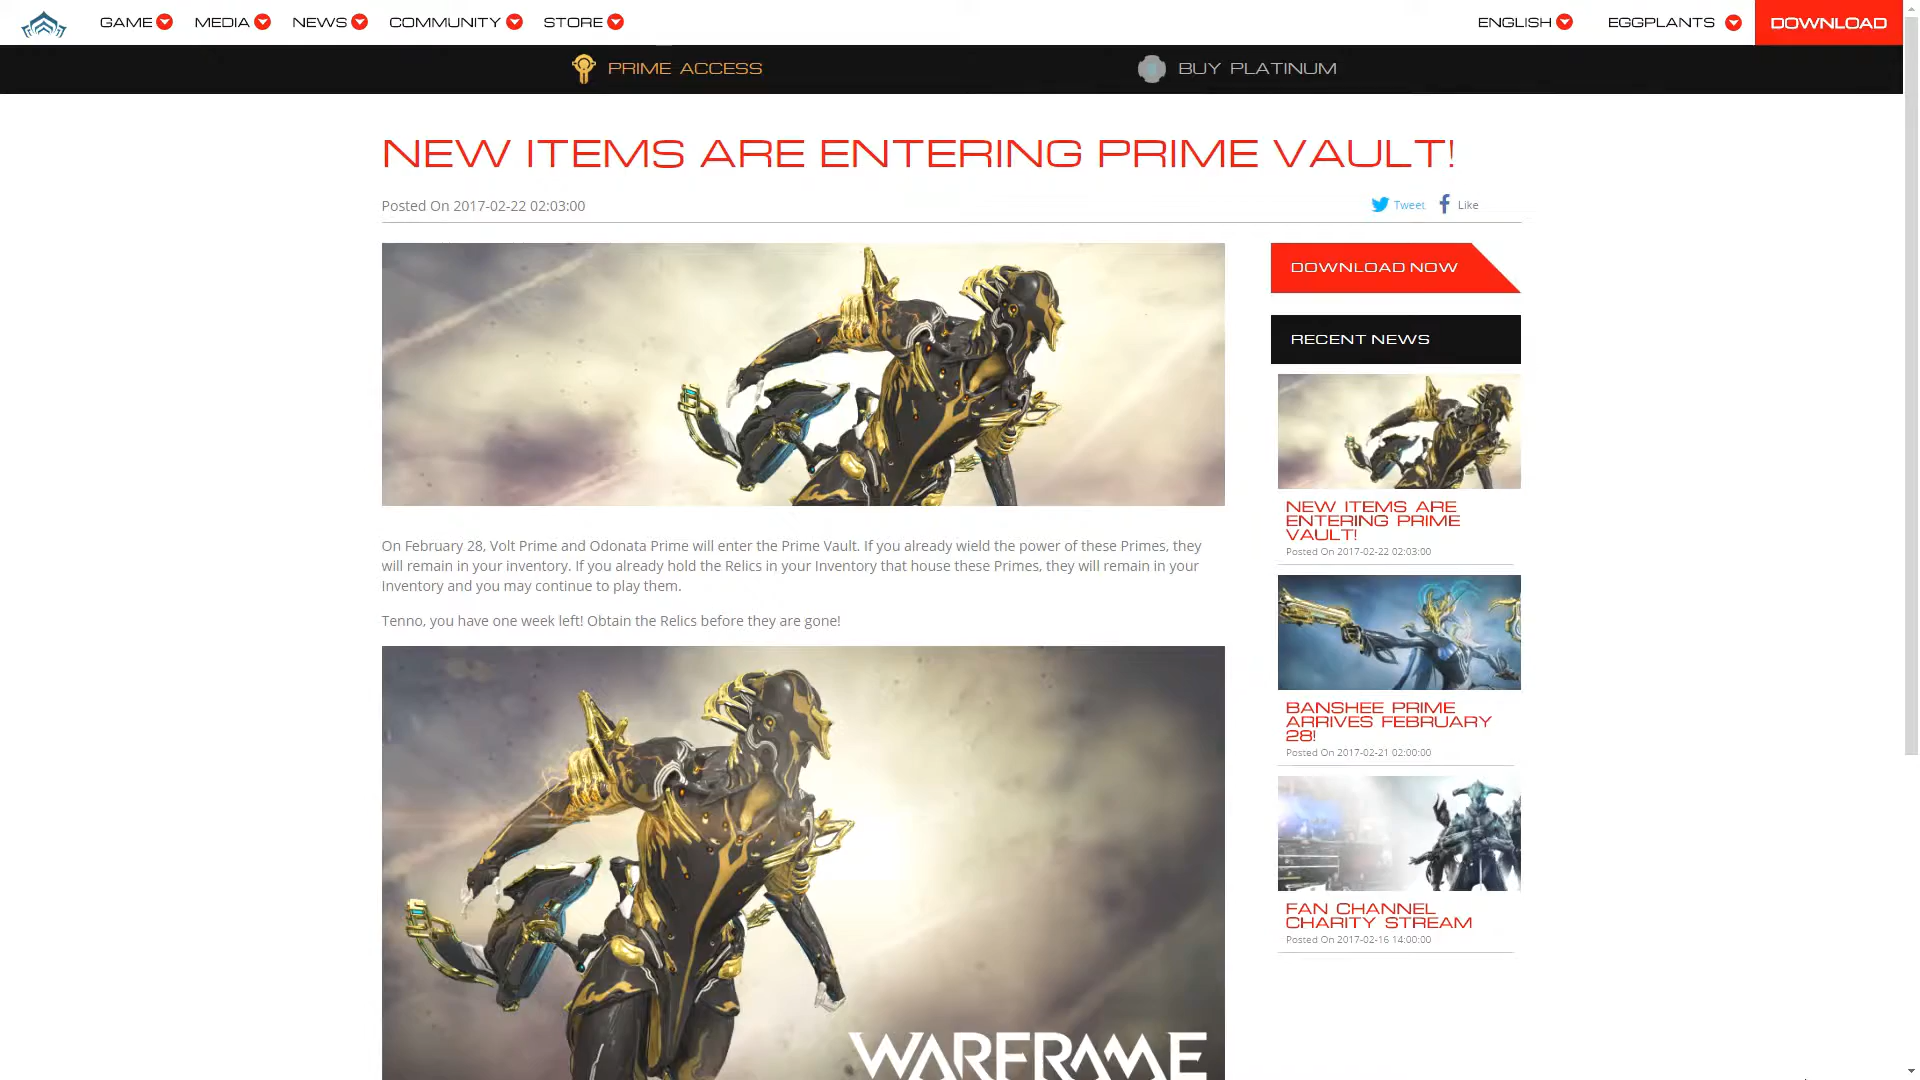 GAME MEDIA NEWS COMMUNITY STORE ENGLISH EGGPLANTS DOWNLOAD
PRIME ACCESS BUY PLATINUM
NEW ITEMS ARE ENTERING PRIME VAULT!
Posted On 2017-02-22 02:03:00
Tweet Like
On February 28, Volt Prime and Odonata Prime will enter the Prime Vault. If you already wield the power of these Primes, they
will remain in your inventory. If you already hold the Relics in your Inventory that house these Primes, they will remain in your
Inventory and you may continue to play them.
Tenno, you have one week left! Obtain the Relics before they are gone!
WARFRAME
DOWNLOAD NOW
RECENT NEWS
NEW ITEMS ARE
ENTERING PRIME
VAULT!
Posted On 2017-02-22 02:03:00
BANSHEE PRIME
ARRIVES FEBRUARY
28!
Posted On 2017-02-21 02:00:00
FAN CHANNEL
CHARITY STREAM
Posted On 2017-02-16 14:00:00